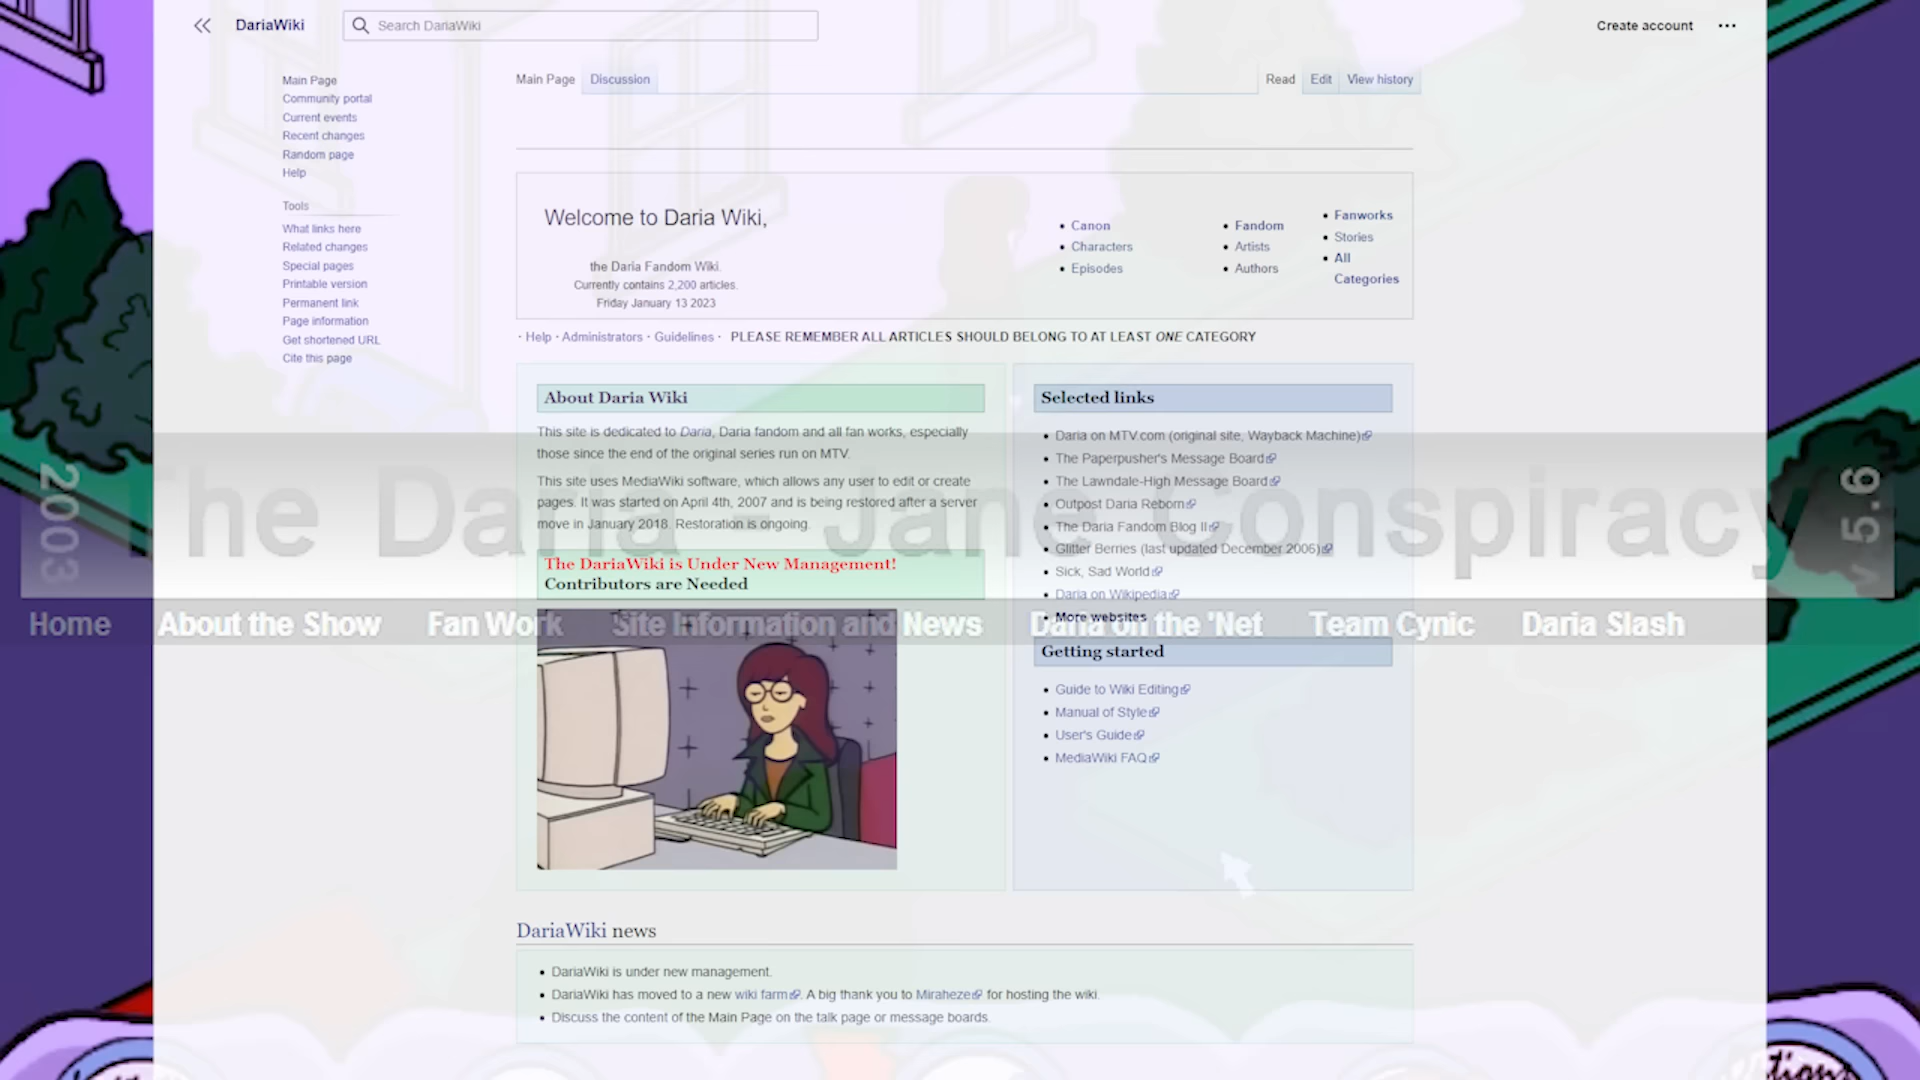 DariaWiki
Search DariaWiki
Create account
Main Page
Community portal
Current events
Recent changes
Random page
Help
Tools
What links here
Related changes
Special pages
Printable version
Permanent link
Page information
Get shortened URL
Cite this page
Main Page
Discussion
Read
Edit
View history
Welcome to Daria Wiki,
the Daria Fandom Wiki.
Currently contains 2,200 articles.
Friday January 13 2023
Canon
Characters
Episodes
Fandom
Artists
Authors
Fanworks
Stories
All
Categories
· Help · Administrators · Guidelines · PLEASE REMEMBER ALL ARTICLES SHOULD BELONG TO AT LEAST ONE CATEGORY
About Daria Wiki
This site is dedicated to Daria, Daria fandom and all fan works, especially
those since the end of the original series run on MTV.
This site uses MediaWiki software, which allows any user to edit or create
pages. It was started on April 4th, 2007 and is being restored after a server
move in January 2018. Restoration is ongoing.
The DariaWiki is Under New Management!
Contributors are Needed
Selected links
Daria on MTV.com (original site, Wayback Machine)
The Paperpusher's Message Board
The Lawndale-High Message Board
Outpost Daria Reborn
The Daria Fandom Blog II
Glitter Berries (last updated December 2006)
Sick, Sad World
Daria on Wikipedia
More websites
Getting started
Guide to Wiki Editing
Manual of Style
User's Guide
MediaWiki FAQ
2003
The Daria Jane Conspiracy
v 5.6
Home About the Show Fan Work Site Information and News Daria on the 'Net Team Cynic Daria Slash
DariaWiki news
DariaWiki is under new management.
DariaWiki has moved to a new wiki farm. A big thank you to Miraheze for hosting the wiki.
Discuss the content of the Main Page on the talk page or message boards.